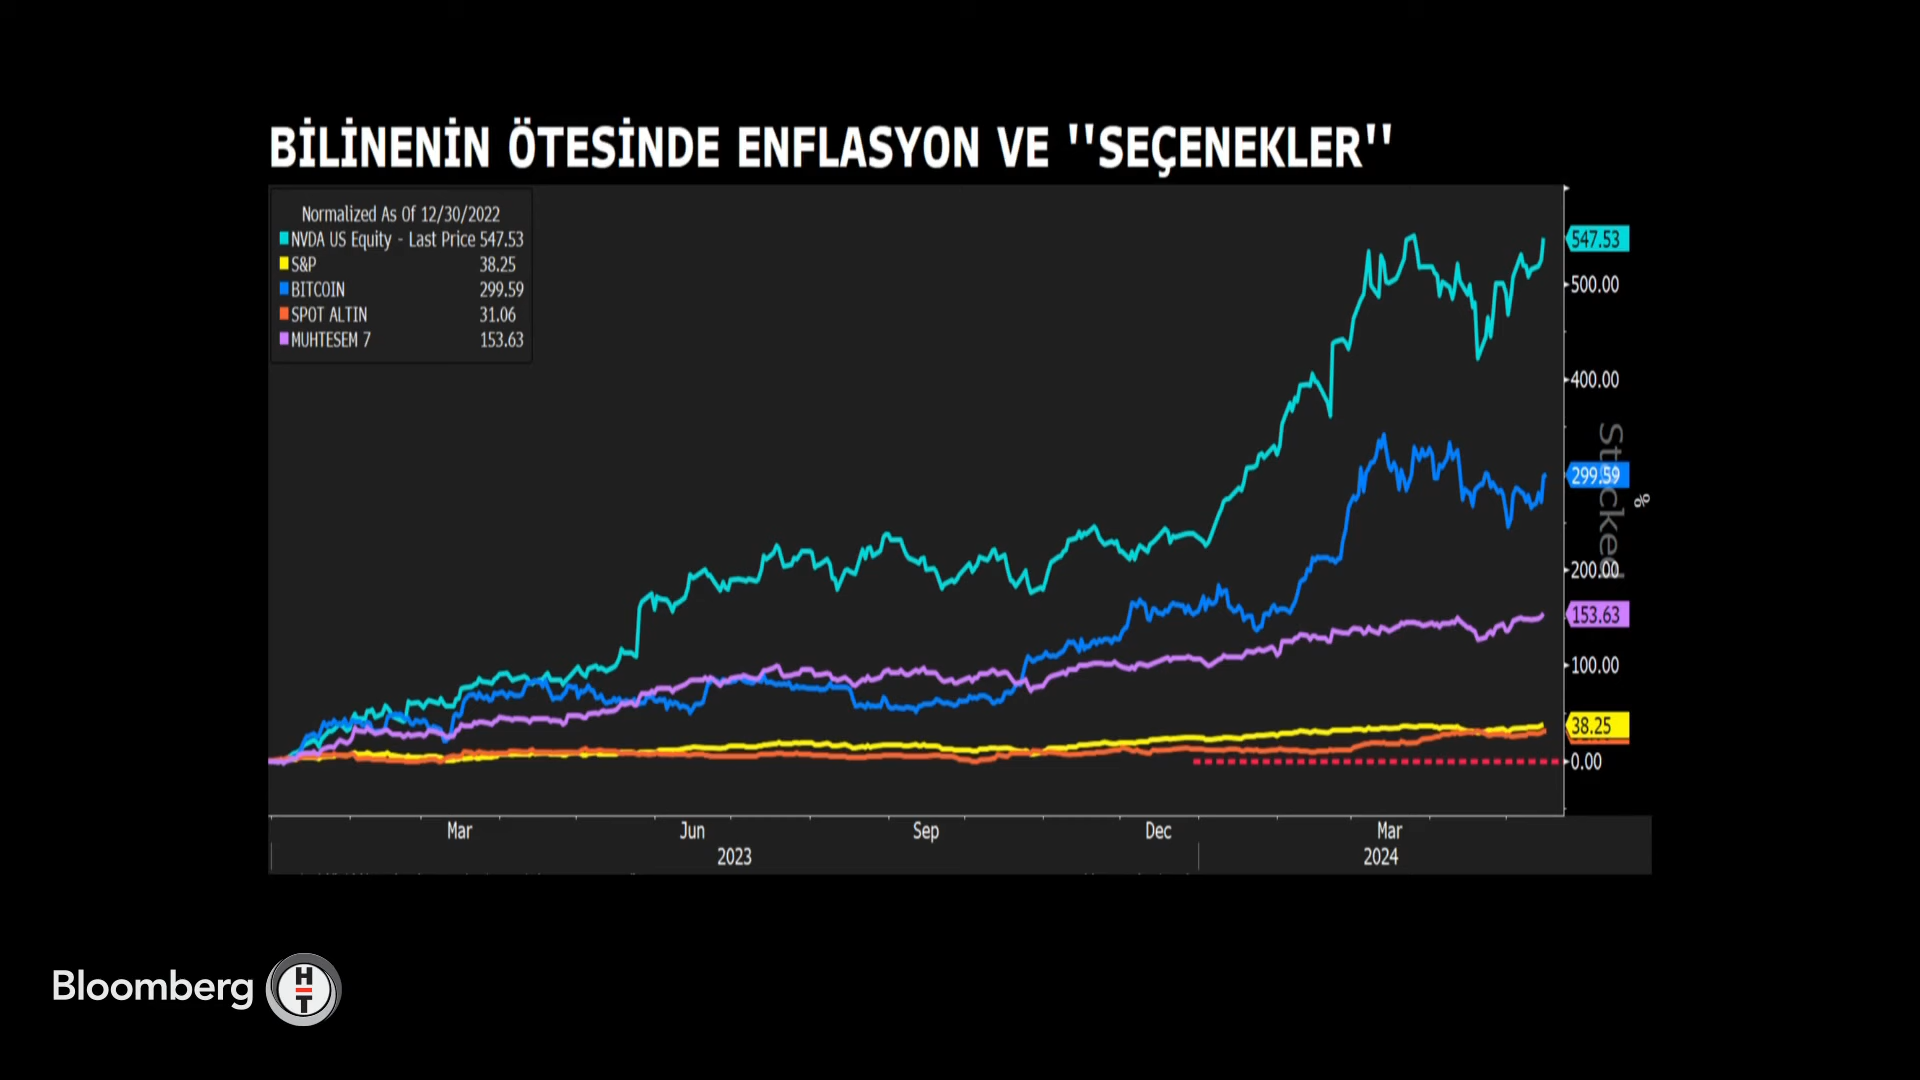 BİLİNENİN ÖTESİNDE ENFLASYON VE ''SEÇENEKLER''
Normalized As Of 12/30/2022
NVDA US Equity - Last Price 547.53
S&P 38.25
BITCOIN 299.59
SPOT ALTIN 31.06
MUHTESEM 7 153.63
547.53
500.00
400.00
299.59
200.00
153.63
100.00
38.25
0.00
%
Mar Jun Sep Dec Mar
2023 2024
Bloomberg HT